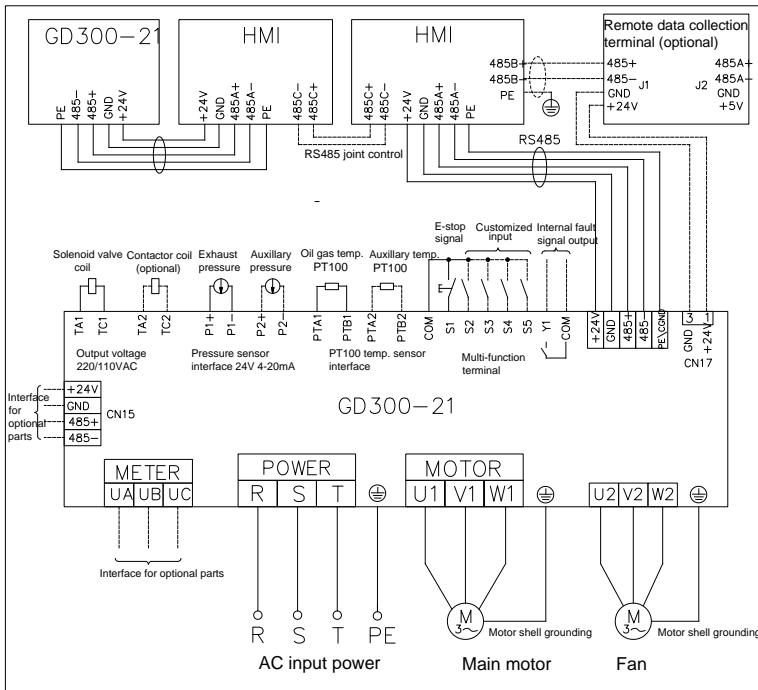 GD300-21
HMI
HMI
Remote data collection
terminal (optional)
PE
485-
485+
GND
+24V
+24V
GND
485A+
485A-
PE
485C-
485C+
485C+
485C-
+24V
GND
485A+
485A-
PE
485B+
485B-
PE
485+
485-
GND
+24V
J1
J2
485A+
485A-
GND
+5V
RS485 joint control
RS485
Solenoid valve
coil
Contactor coil
(optional)
Exhaust
pressure
Auxillary
pressure
Oil gas temp.
PT100
Auxillary temp.
PT100
E-stop
signal
Customized
input
Internal fault
signal output
TA1
TC1
TA2
TC2
P1+
P1-
P2+
P2-
PTA1
PTB1
PTA2
PTB2
COM
S1
S2
S3
S4
S5
Y1
COM
+24V
GND
485+
485-
PE\CGND
3
1
GND
+24V
CN17
Output voltage
220/110VAC
Pressure sensor
interface 24V 4-20mA
PT100 temp. sensor
interface
Multi-function
terminal
Interface
for
optional
parts
+24V
GND
485+
485-
CN15
GD300-21
METER
UA UB UC
POWER
R S T
MOTOR
U1 V1 W1
U2 V2 W2
Interface for optional parts
R S T PE
AC input power
M
3~
Motor shell grounding
Main motor
M
3~
Motor shell grounding
Fan